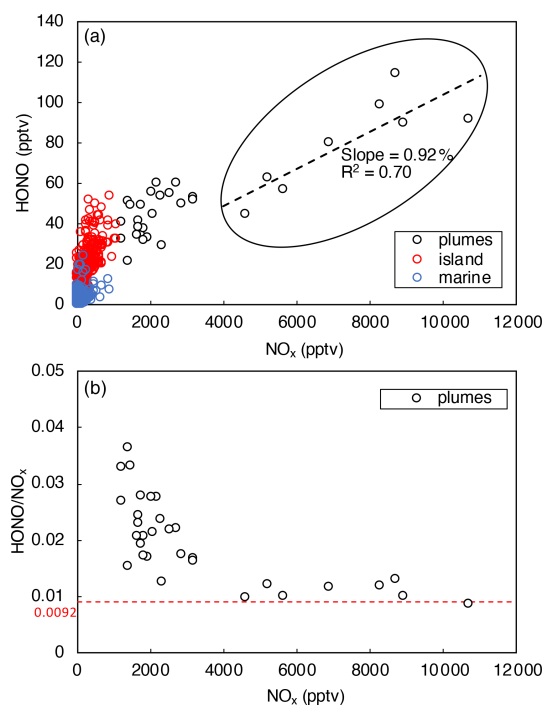 (a)
140
120
100
80
60
40
20
0
HONO (pptv)
Slope = 0.92%
R² = 0.70
plumes
island
marine
0 2000 4000 6000 8000 10000 12000
NOₓ (pptv)
(b)
0.05
0.04
0.03
0.02
0.01
0.0092
0
HONO/NOₓ
plumes
0 2000 4000 6000 8000 10000 12000
NOₓ (pptv)